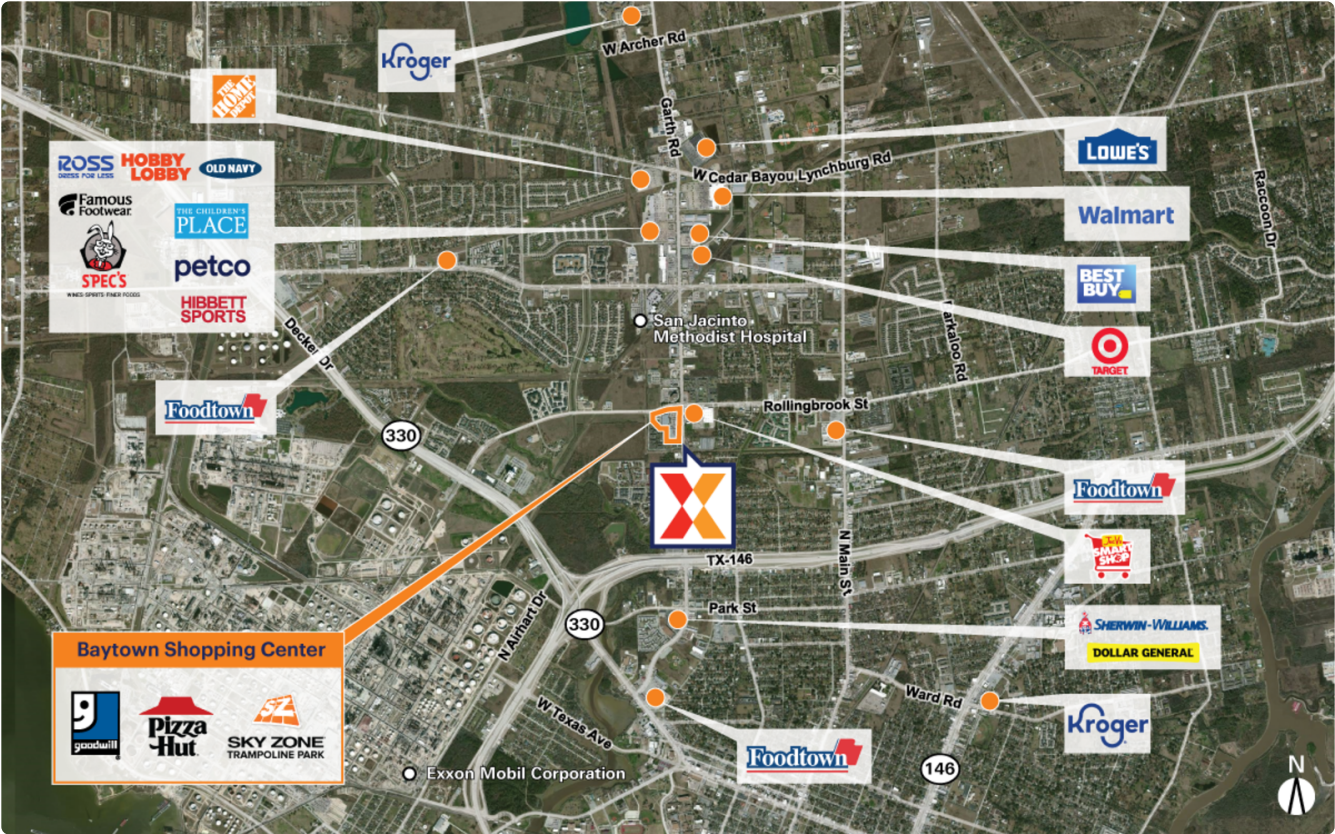 Kroger
W Archer Rd
THE
HOME
DEPOT
Garth Rd
LOWE'S
W Cedar Bayou Lynchburg Rd
ROSS
DRESS FOR LESS
HOBBY
LOBBY
OLD NAVY
Famous
Footwear
THE CHILDREN'S
PLACE
SPEC'S
WINES·SPIRITS·FINER FOODS
petco
HIBBETT
SPORTS
Walmart
Raccoon Dr
BEST
BUY
San Jacinto
Methodist Hospital
Decker Dr
TARGET
Foodtown
Rollingbrook St
330
Foodtown
SMART
SHOP
TX-146
N Main St
Park St
330
N Airhart Dr
SHERWIN-WILLIAMS.
DOLLAR GENERAL
Baytown Shopping Center
g
goodwill
Pizza
Hut
SZ
SKY ZONE
TRAMPOLINE PARK
W Texas Ave
Ward Rd
Kroger
Foodtown
146
Exxon Mobil Corporation
N